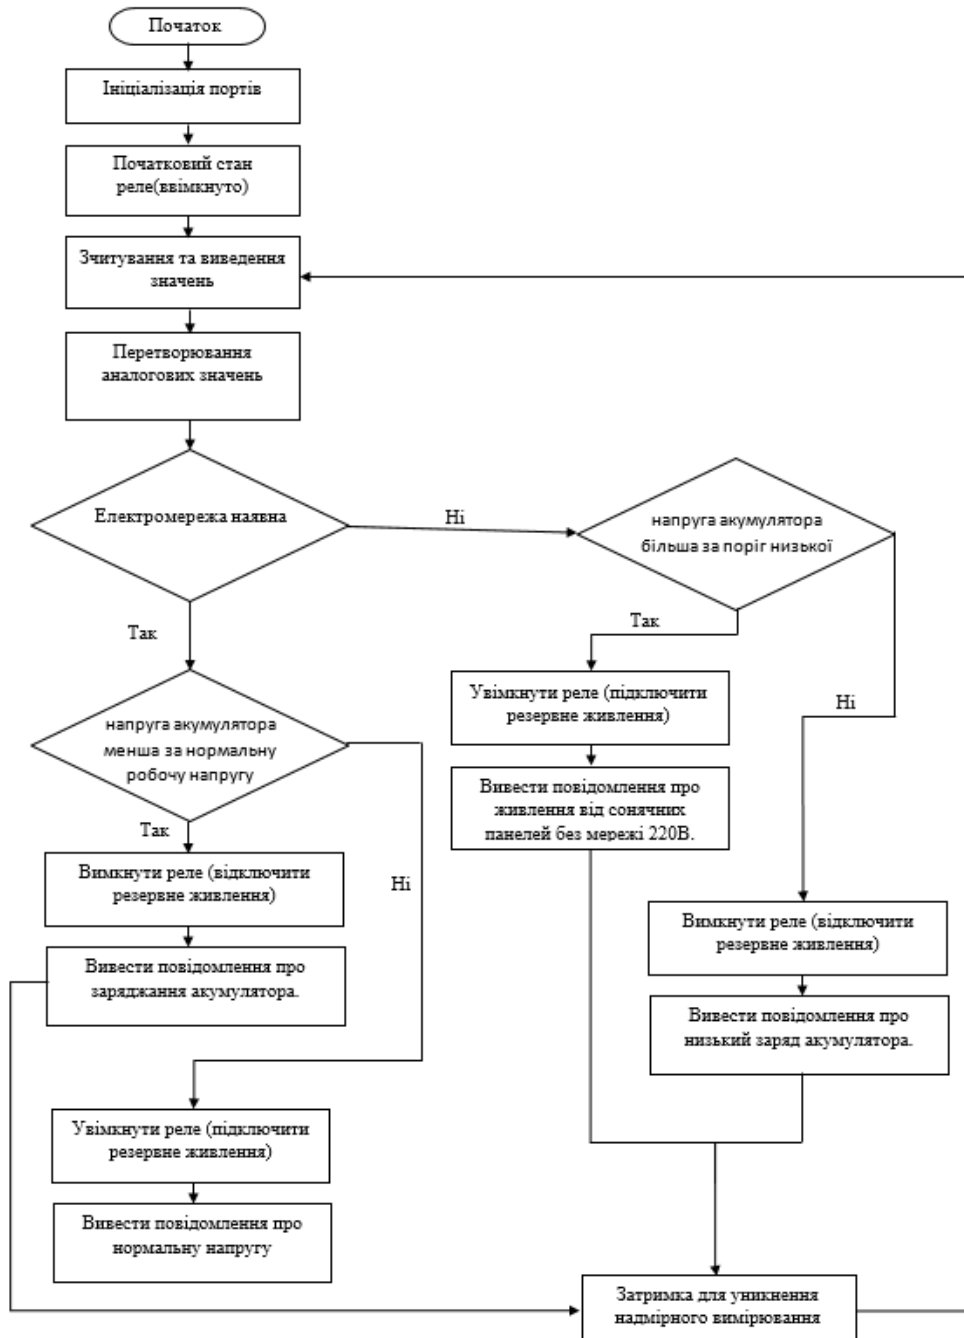 Початок
Ініціалізація портів
Початковий стан
реле(ввімкнуто)
Зчитування та виведення
значень
Перетворювання
аналогових значень
Електромережа наявна
Ні
напруга акумулятора
більша за поріг низької
Так
Так
Ні
напруга акумулятора
менша за нормальну
робочу напругу
Увімкнути реле (підключити
резервне живлення)
Вивести повідомлення про
живлення від сонячних
панелей без мережі 220В.
Так
Ні
Вимкнути реле (відключити
резервне живлення)
Вивести повідомлення про
заряджання акумулятора.
Вимкнути реле (відключити
резервне живлення)
Вивести повідомлення про
низький заряд акумулятора.
Увімкнути реле (підключити
резервне живлення)
Вивести повідомлення про
нормальну напругу
Затримка для уникнення
надмірного вимірювання